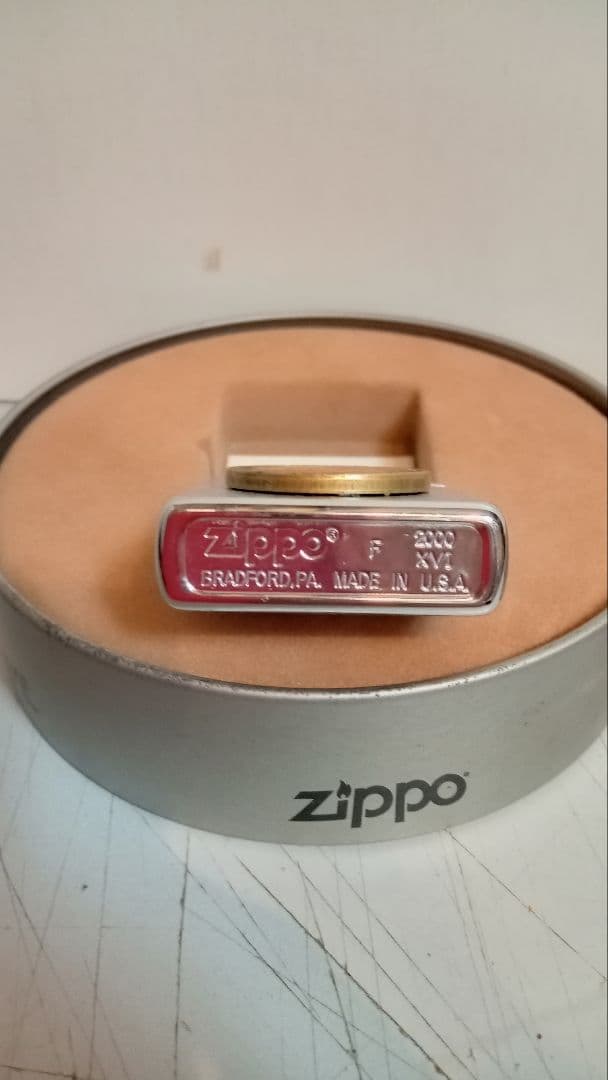 zippo® F 2000
XVI
BRADFORD, PA. MADE IN U.S.A.
zippo